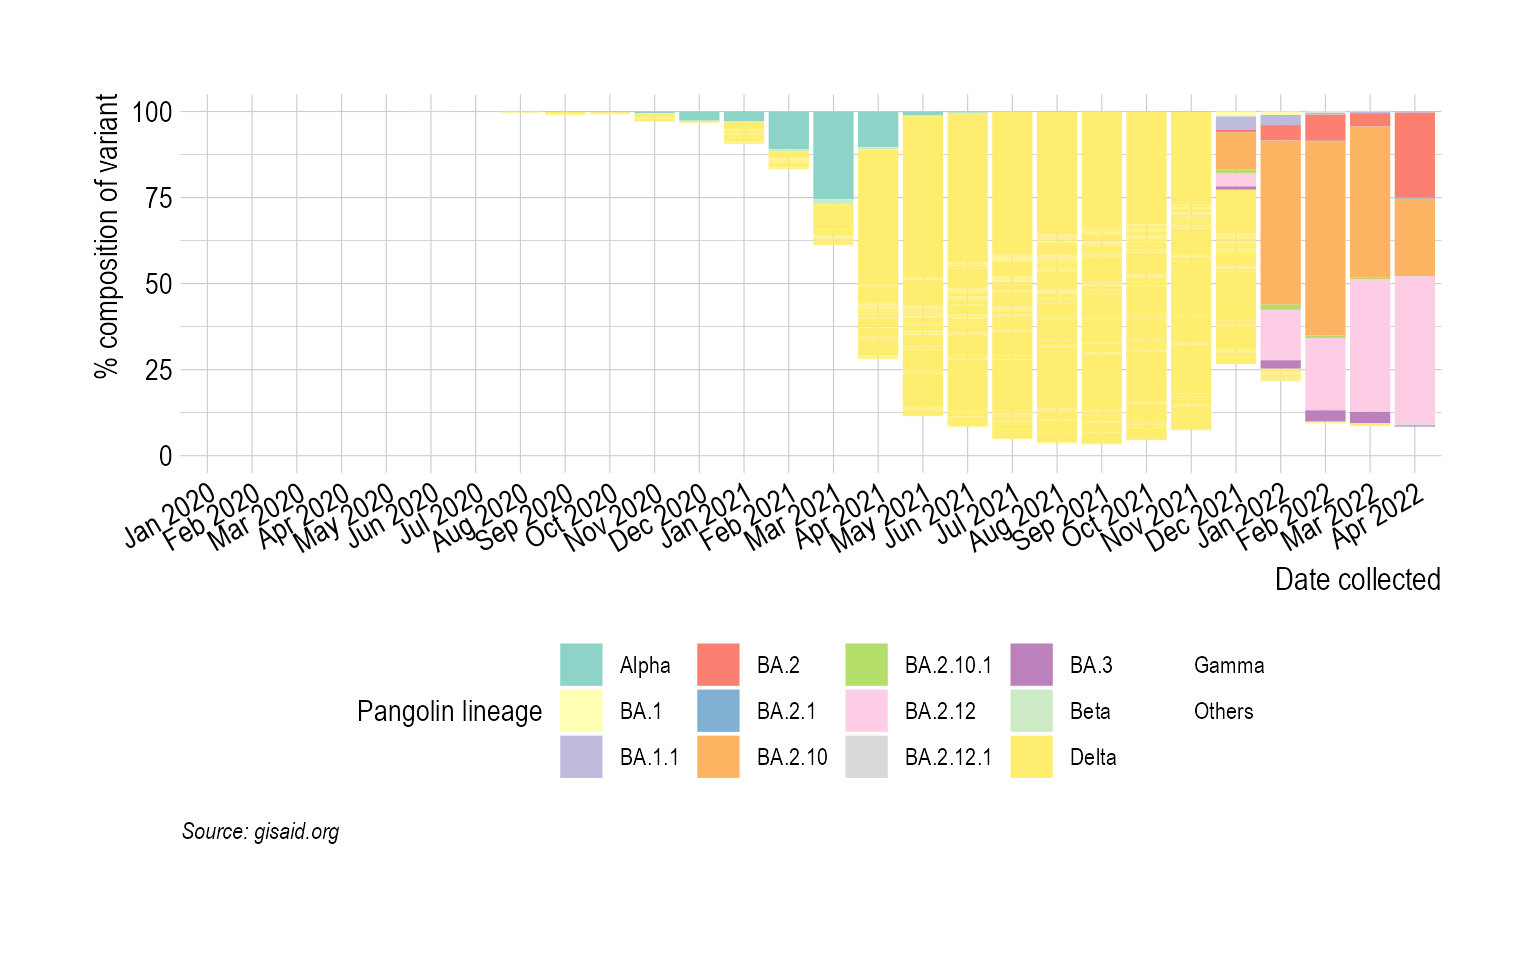 % composition of variant
100
75
50
25
0
Jan 2020
Feb 2020
Mar 2020
Apr 2020
May 2020
Jun 2020
Jul 2020
Aug 2020
Sep 2020
Oct 2020
Nov 2020
Dec 2020
Jan 2021
Feb 2021
Mar 2021
Apr 2021
May 2021
Jun 2021
Jul 2021
Aug 2021
Sep 2021
Oct 2021
Nov 2021
Dec 2021
Jan 2022
Feb 2022
Mar 2022
Apr 2022
Date collected
Pangolin lineage
Alpha
BA.1
BA.1.1
BA.2
BA.2.1
BA.2.10
BA.2.10.1
BA.2.12
BA.2.12.1
BA.3
Beta
Delta
Gamma
Others
Source: gisaid.org